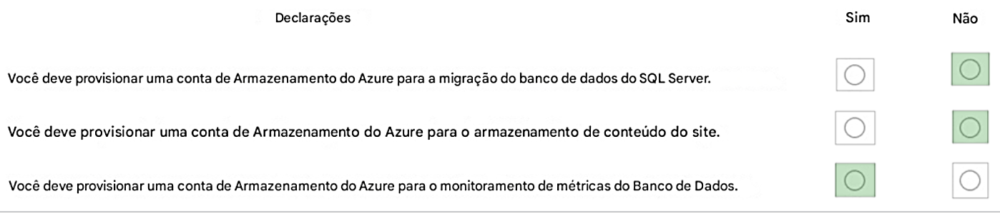 Declarações Sim Não
Você deve provisionar uma conta de Armazenamento do Azure para a migração do banco de dados do SQL Server.
Você deve provisionar uma conta de Armazenamento do Azure para o armazenamento de conteúdo do site.
Você deve provisionar uma conta de Armazenamento do Azure para o monitoramento de métricas do Banco de Dados.